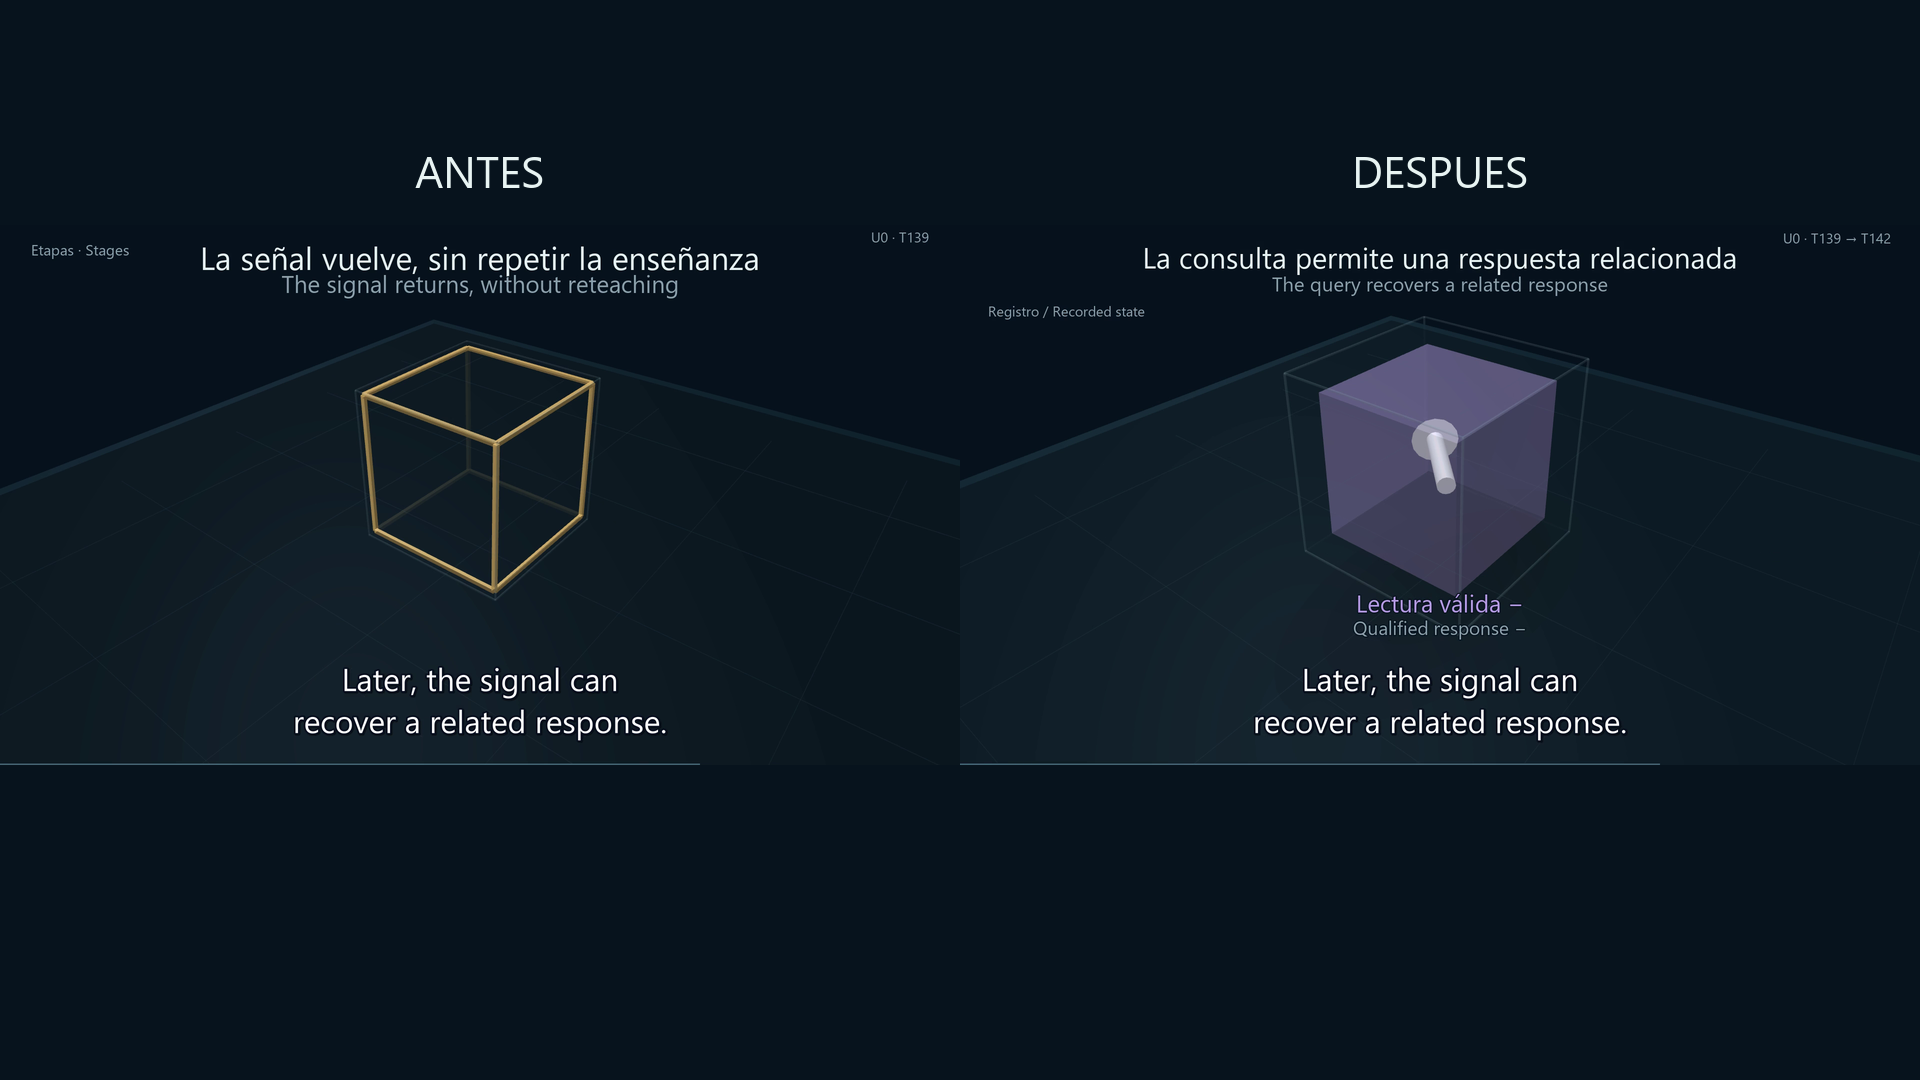 ANTES
Etapas · Stages
U0 · T139
La señal vuelve, sin repetir la enseñanza
The signal returns, without reteaching
Later, the signal can
recover a related response.
DESPUES
U0 · T139 → T142
La consulta permite una respuesta relacionada
The query recovers a related response
Registro / Recorded state
Lectura válida –
Qualified response –
Later, the signal can
recover a related response.